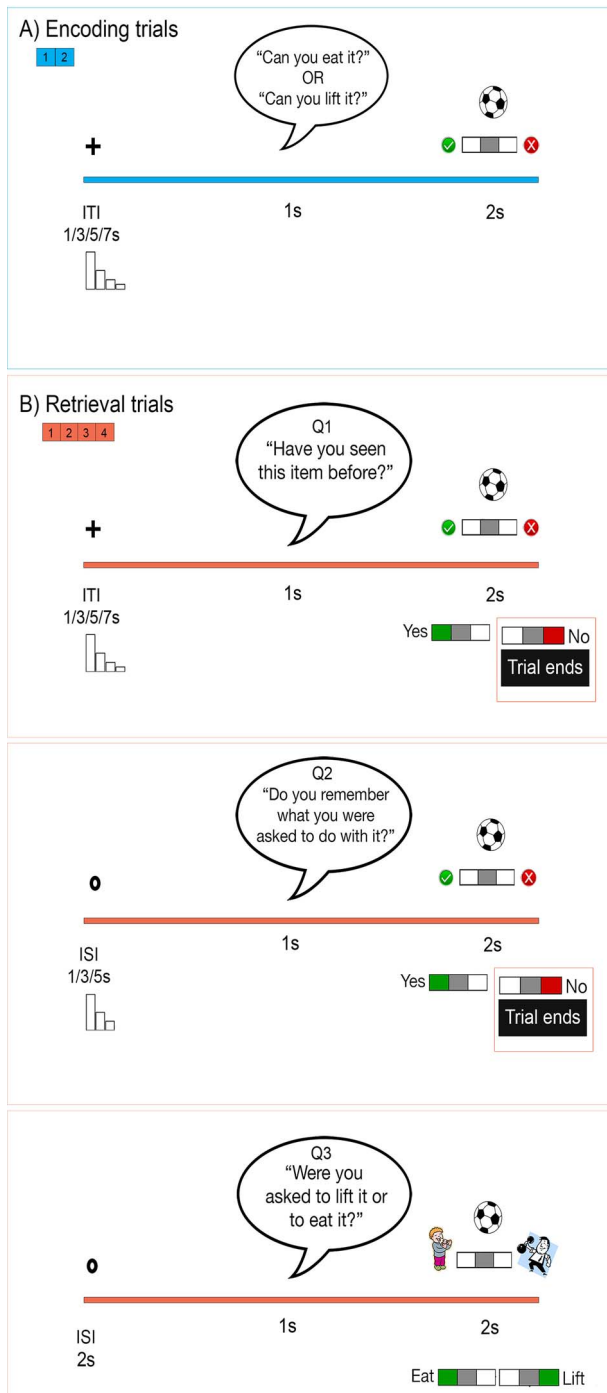 A) Encoding trials
1 2
“Can you eat it?”
OR
“Can you lift it?”
ITI
1/3/5/7s
1s
2s
B) Retrieval trials
1 2 3 4
Q1
“Have you seen
this item before?”
ITI
1/3/5/7s
1s
2s
Yes
No
Trial ends
Q2
“Do you remember
what you were
asked to do with it?”
ISI
1/3/5s
1s
2s
Yes
No
Trial ends
Q3
“Were you
asked to lift it or
to eat it?”
ISI
2s
1s
2s
Eat
Lift